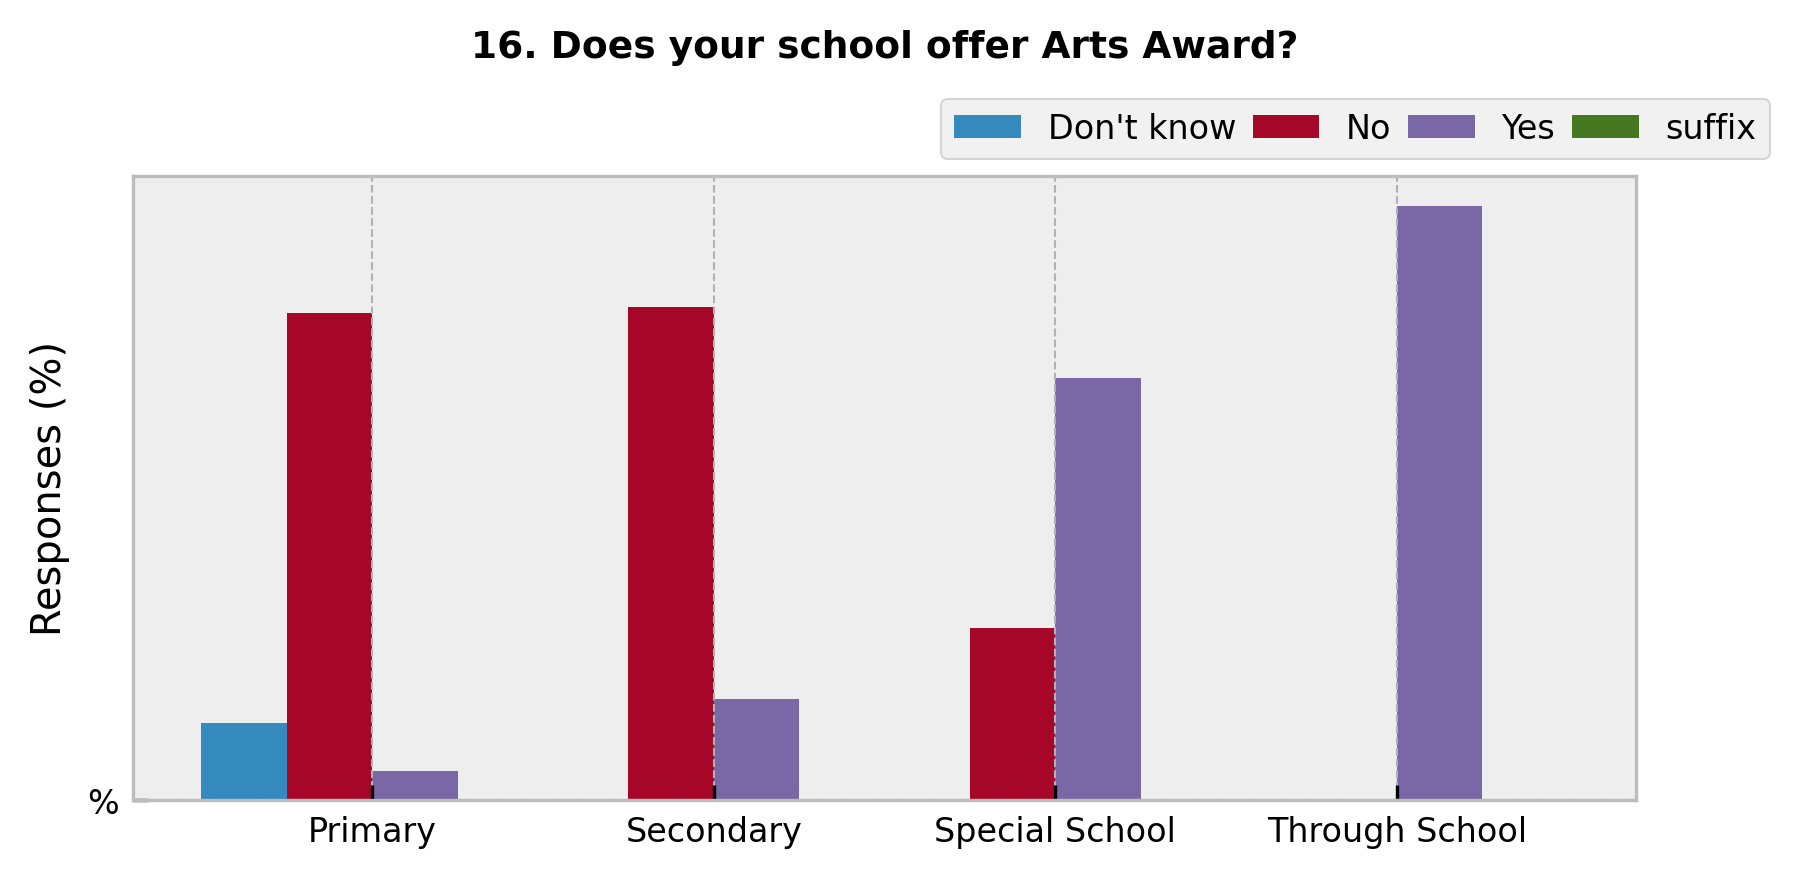 16. Does your school offer Arts Award?
Don't know No Yes suffix
Responses (%)
%
Primary Secondary Special School Through School